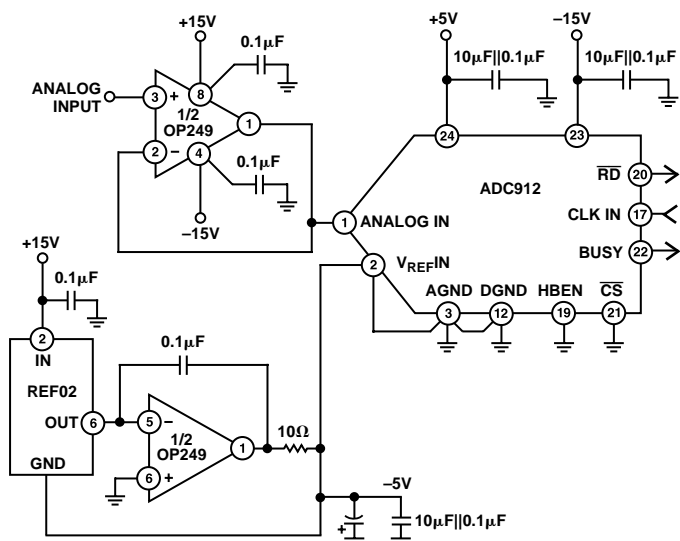 +15V
0.1µF
ANALOG
INPUT
3
+
8
1/2
OP249
1
2
–
4
0.1µF
–15V
+5V
–15V
10µF||0.1µF
10µF||0.1µF
24
23
ADC912
RD
20
CLK IN
17
BUSY
22
1
ANALOG IN
2
VREFIN
AGND
DGND
HBEN
CS
3
12
19
21
+15V
0.1µF
2
IN
REF02
OUT
6
GND
0.1µF
5
–
1/2
OP249
6
+
1
10Ω
–5V
+
10µF||0.1µF